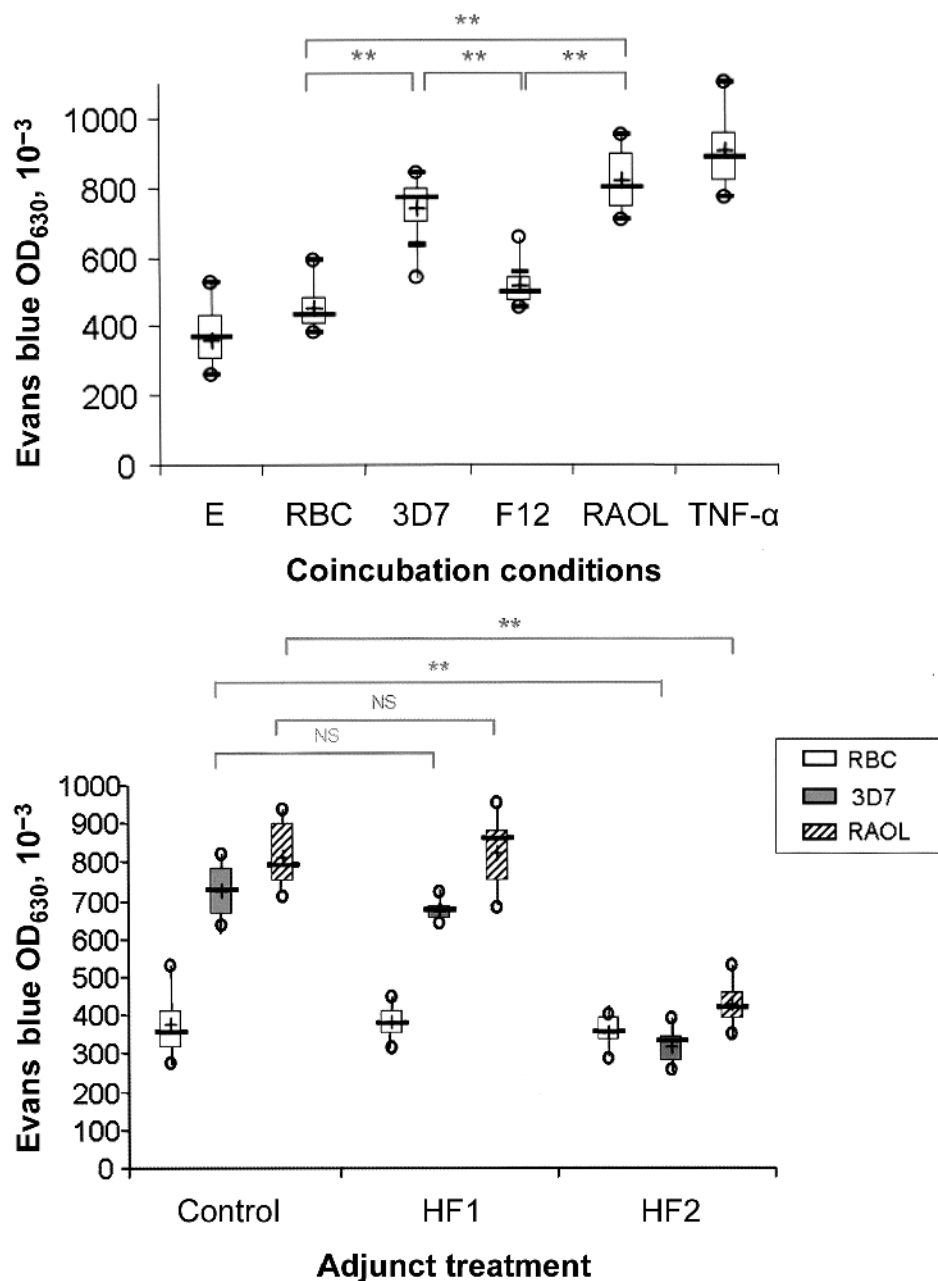 **
** ** **
Evans blue OD630, 10−3
1000
800
600
400
200
0
E RBC 3D7 F12 RAOL TNF-α
Coincubation conditions
**
**
NS
NS
RBC
3D7
RAOL
Evans blue OD630, 10−3
1000
900
800
700
600
500
400
300
200
100
0
Control HF1 HF2
Adjunct treatment